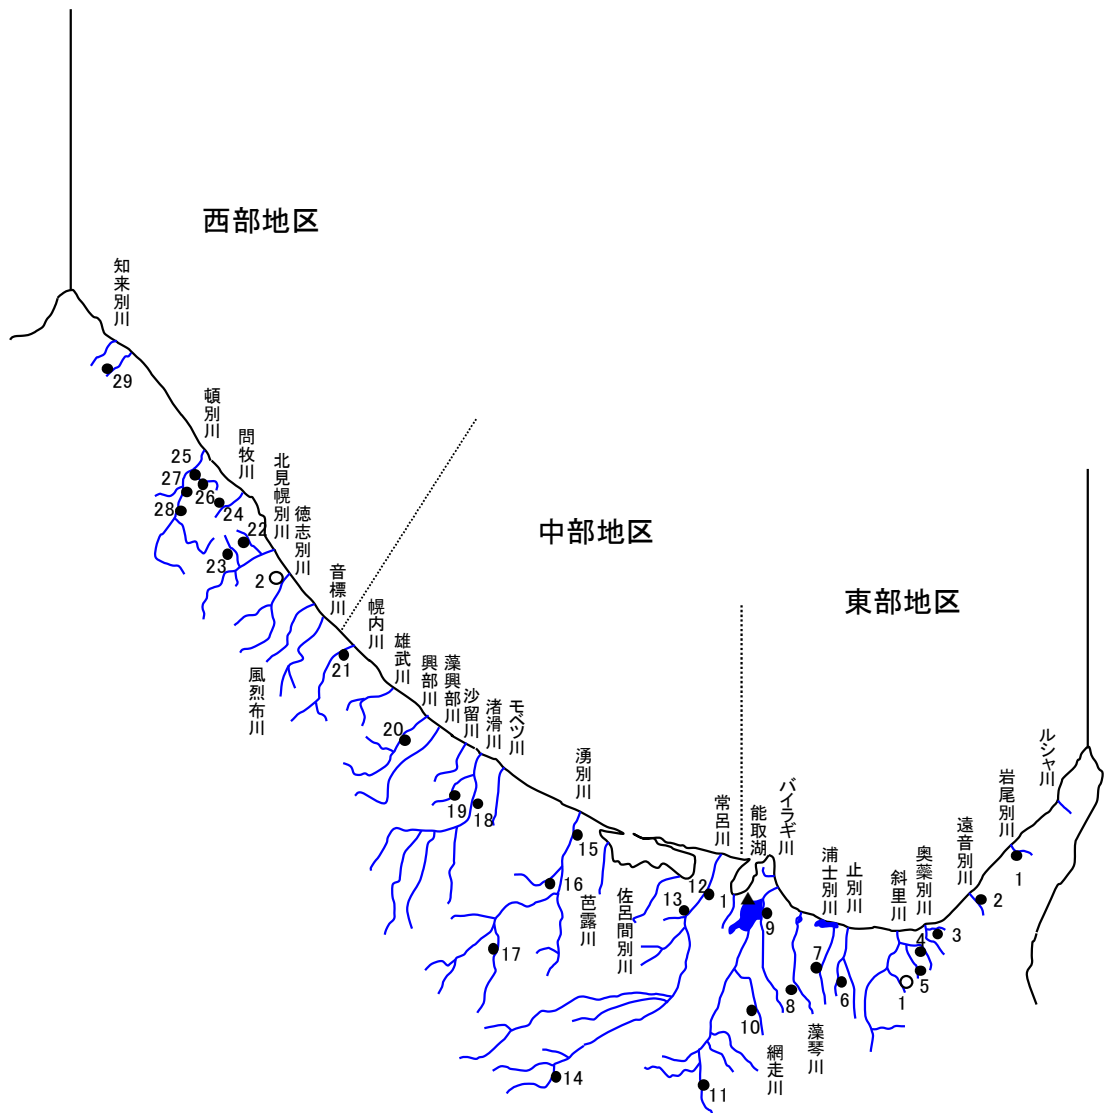 西部地区
知来別川
29
頓別川
問牧川
北見幌別川
徳志別川
25
27
26
28
24
22
23
2
音標川
風烈布川
中部地区
幌内川
雄武川
興部川
藻興部川
沙留川
渚滑川
モベツ川
21
20
19
18
湧別川
15
16
17
芭露川
佐呂間別川
常呂川
12
1
13
14
東部地区
能取湖
バイラギ川
浦士別川
止別川
斜里川
奥蘂別川
遠音別川
岩尾別川
ルシャ川
1
2
3
4
5
1
6
7
8
9
10
11
藻琴川
網走川